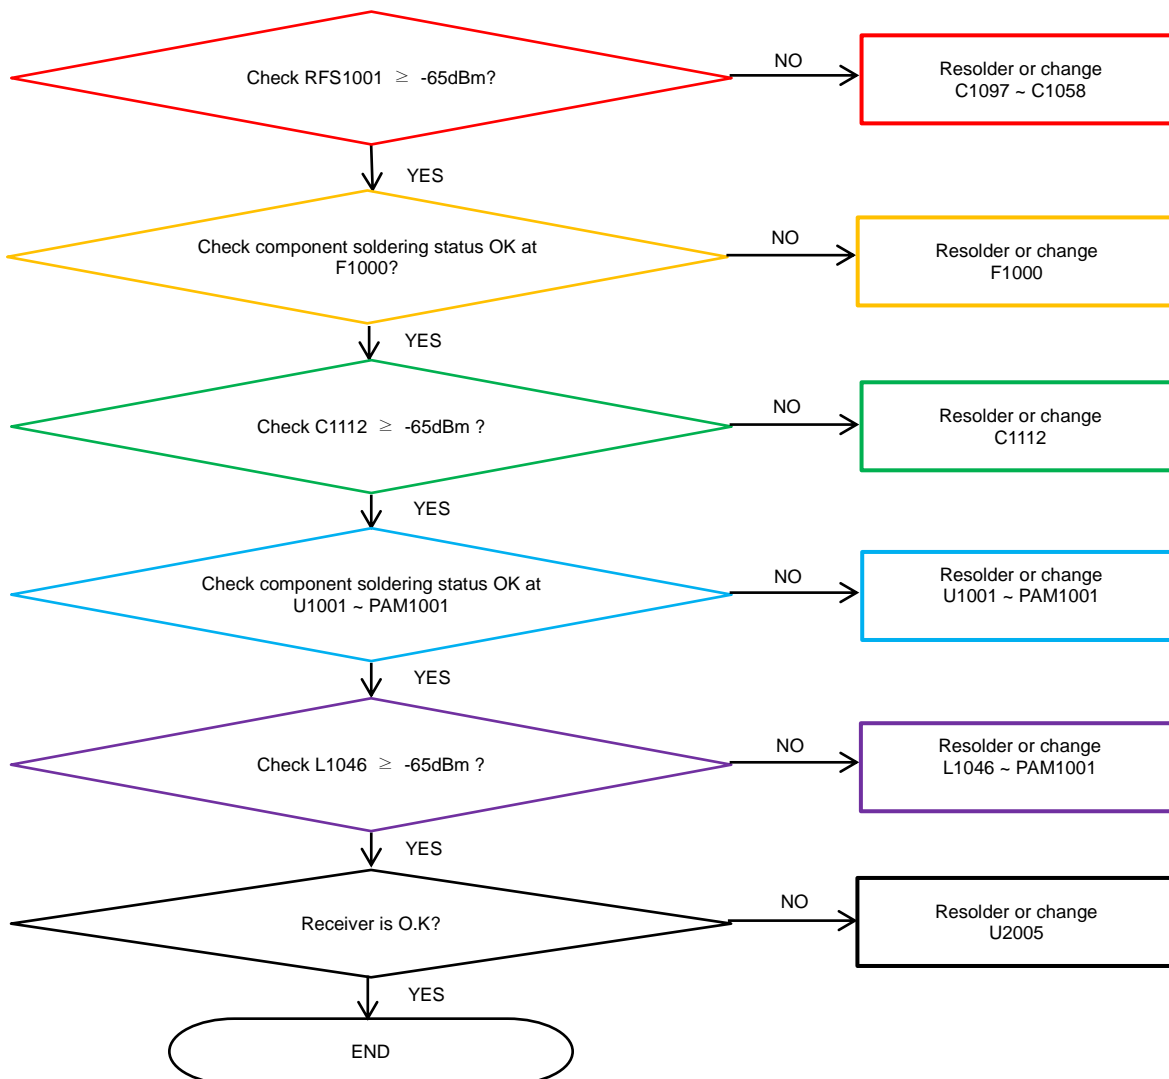 Check RFS1001 ≥ -65dBm?
NO
Resolder or change
C1097 ~ C1058
YES
Check component soldering status OK at
F1000?
NO
Resolder or change
F1000
YES
Check C1112 ≥ -65dBm ?
NO
Resolder or change
C1112
YES
Check component soldering status OK at
U1001 ~ PAM1001
NO
Resolder or change
U1001 ~ PAM1001
YES
Check L1046 ≥ -65dBm ?
NO
Resolder or change
L1046 ~ PAM1001
YES
Receiver is O.K?
NO
Resolder or change
U2005
YES
END